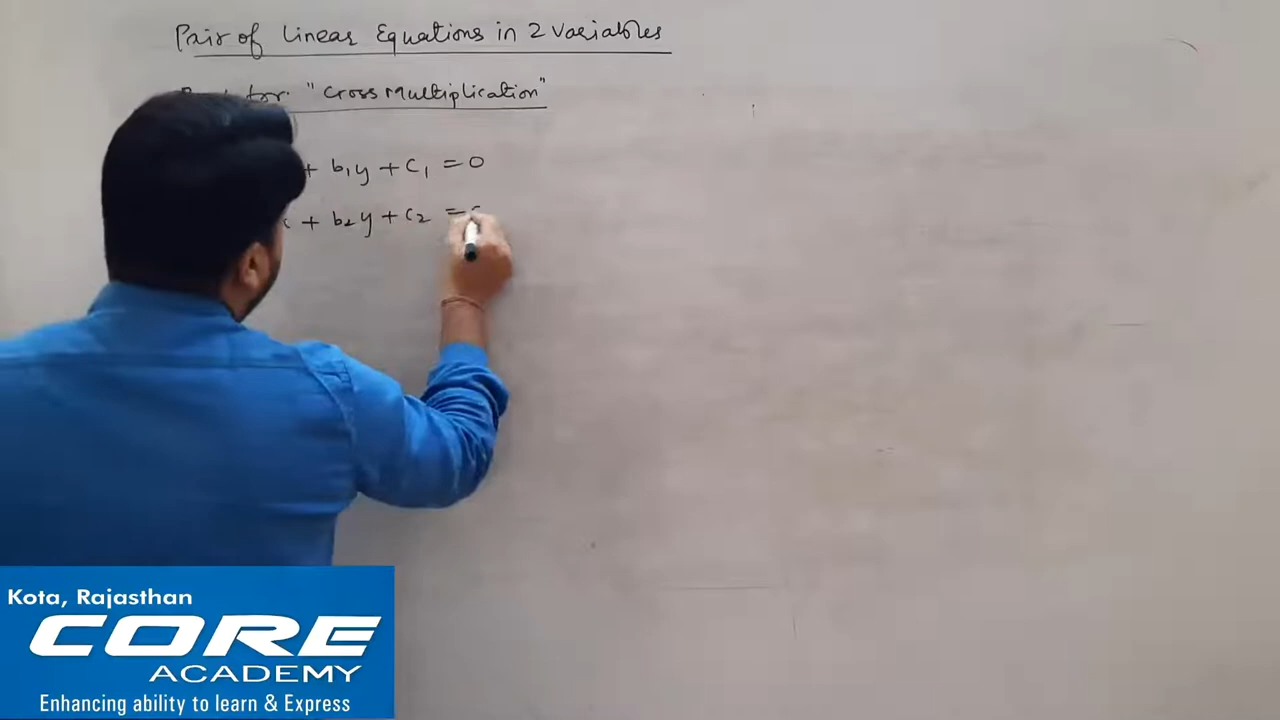 Pair of Linear Equations in 2 variables
"Cross Multiplication"
+ b₁y + C₁ = 0
+ b₂y + C₂ =
Kota, Rajasthan
CORE
ACADEMY
Enhancing ability to learn & Express